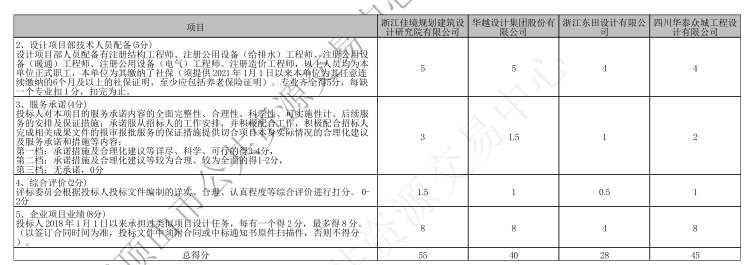 项目	浙江佳境规划建筑设计研究院有限公司	华越设计集团股份有限公司	浙江东田设计有限公司	四川华泰众城工程设计有限公司
2、设计项目部技术人员配备(5分)
设计项目部人员配备有注册结构工程师、注册公用设备（给排水）工程师、注册公用设
备（暖通）工程师、注册公用设备（电气）工程师、注册造价工程师，以上人员均为本
单位正式职工，本单位为其缴纳了社保（须提供 2021 年 1 月 1 日以来本单位为其任意连
续缴纳的6个月及以上的社保证明，至少应包括养老保险证明）。专业齐全得5分，每缺
一个专业扣 1 分，扣完为止。	5	5	4	4
3、服务承诺(4分)
投标人对本项目的服务承诺内容的全面完整性、合理性、科学性、可实施性计、后续服
务的安排及保证措施；承诺服从招标人的工作安排，并积极配合工作，积极配合招标人
完成相关成果文件的报审报批服务的保证措施提供切合项目本身实际情况的合理化建议
及服务承诺和措施等内容:
第一档：承诺措施及合理化建议等详尽、科学、可行的得3-4分,
第二档：承诺措施及合理化建议等较为合理、较为全面的得1-2分,
第三档：无承诺，0分	3	1.5	1	2
4、综合评价(2分)
评标委员会根据投标人投标文件编制的详实、合理、认真程度等综合评价进行打分。 0-
2分	1.5	1	0.5	1
5、企业项目业绩(8分)
投标人 2018 年 1 月 1 日以来承担过类似项目设计任务，每有一个得 2 分，最多得 8 分。
（以签订合同时间为准，投标文件中须附合同或中标通知书原件扫描件，否则不得分
）。	8	8	4	8
总得分	55	40	28	45